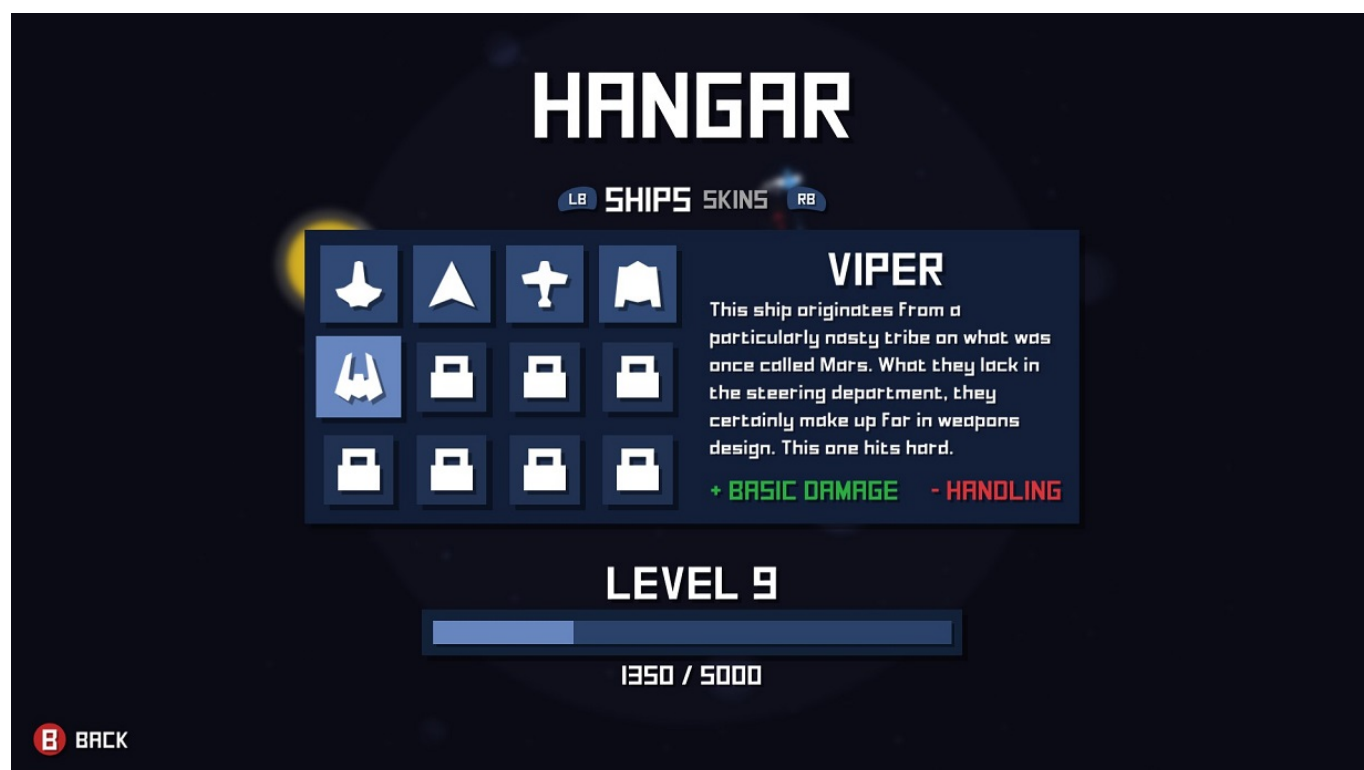 HANGAR
LB SHIPS SKINS RB
VIPER
This ship originates from a
particularly nasty tribe on what was
once called Mars. What they lack in
the steering department, they
certainly make up for in weapons
design. This one hits hard.
+ BASIC DAMAGE - HANDLING
LEVEL 9
1350 / 5000
B BACK